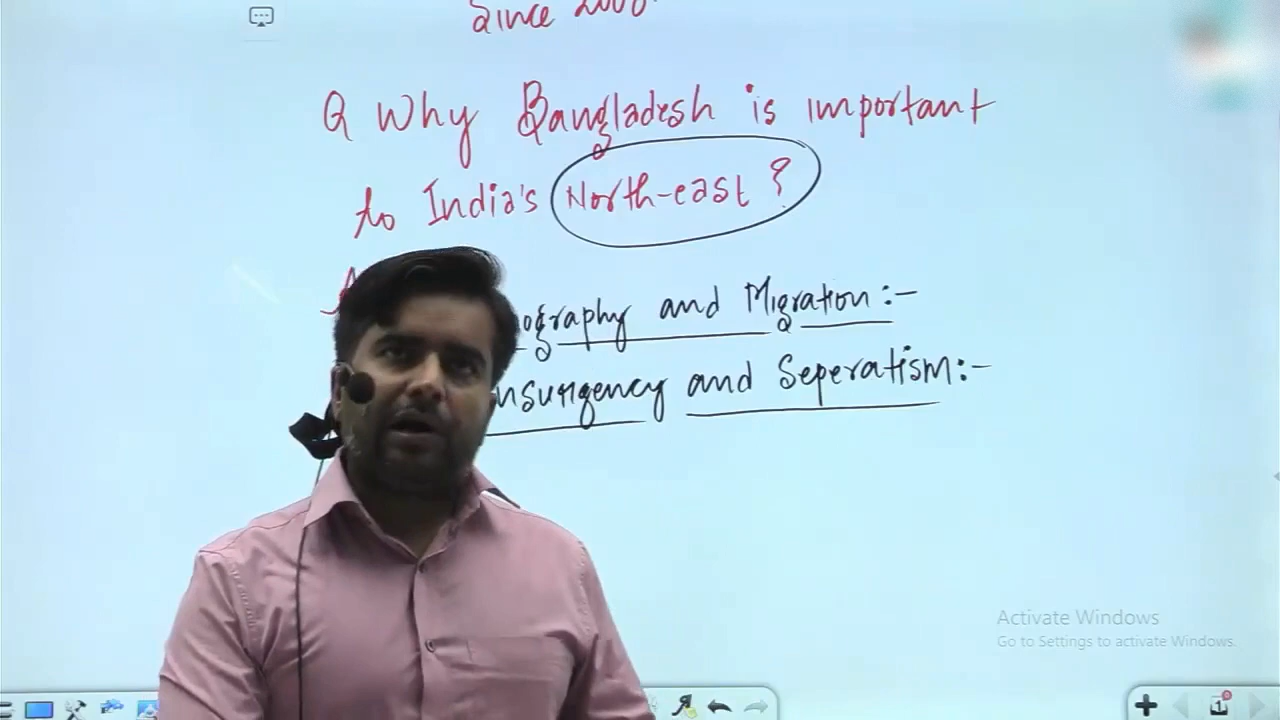 Since
Q Why Bangladesh is important
to India's North-east ?
ography and Migration :-
nsurgency and Seperatism :-
Activate Windows
Go to Settings to activate Windows.
1